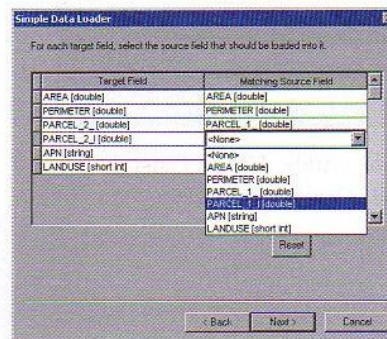 Simple Data Loader
For each target field, select the source field that should be loaded into it.
Target Field Matching Source Field
AREA [double] AREA [double]
PERIMETER [double] PERIMETER [double]
PARCEL_2_ [double] PARCEL_1_ [double]
PARCEL_2_I [double] <None>
APN [string] <None>
LANDUSE [short int] AREA [double]
PERIMETER [double]
PARCEL_1_ [double]
PARCEL_1_I [double]
APN [string]
LANDUSE [short int]
Reset
< Back Next > Cancel